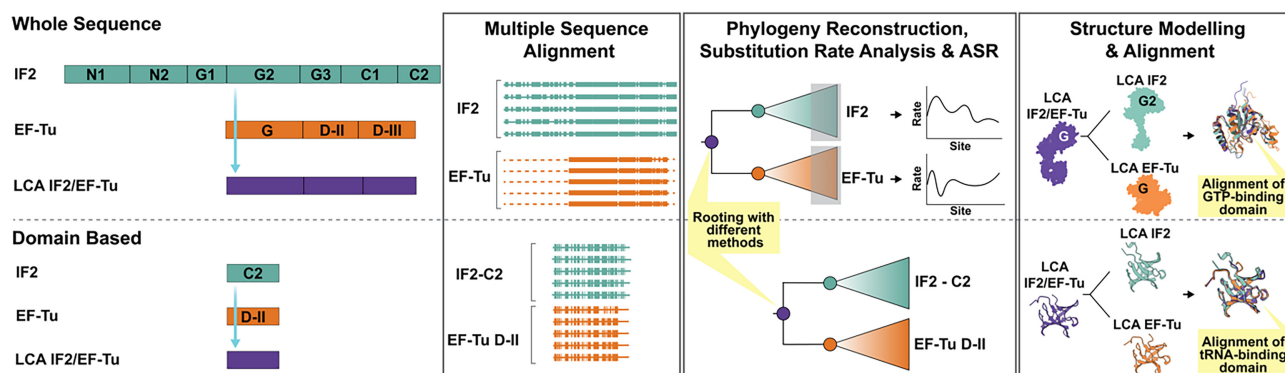 Whole Sequence
IF2
N1 N2 G1 G2 G3 C1 C2
EF-Tu
G D-II D-III
LCA IF2/EF-Tu
Domain Based
IF2
C2
EF-Tu
D-II
LCA IF2/EF-Tu
Multiple Sequence
Alignment
IF2
EF-Tu
IF2-C2
EF-Tu D-II
Phylogeny Reconstruction,
Substitution Rate Analysis & ASR
IF2
Rate
Site
EF-Tu
Rate
Site
Rooting with
different
methods
IF2 - C2
EF-Tu D-II
Structure Modelling
& Alignment
LCA
IF2/EF-Tu
G
LCA IF2
G2
LCA EF-Tu
G
Alignment of
GTP-binding
domain
LCA
IF2/EF-Tu
LCA IF2
LCA EF-Tu
Alignment of
tRNA-binding
domain